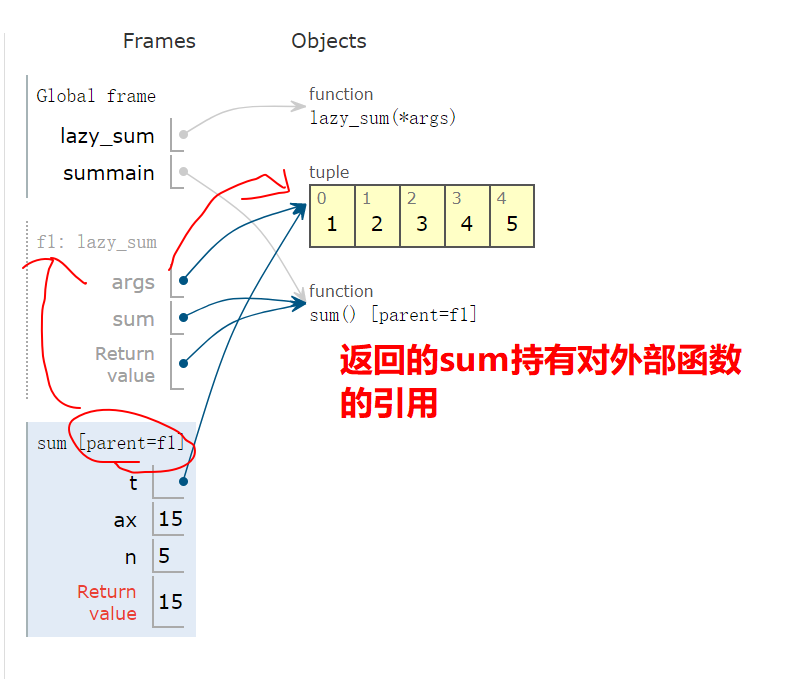 Frames Objects
Global frame
lazy_sum
summain
function
lazy_sum(*args)
tuple
0 1 2 3 4
1 2 3 4 5
f1: lazy_sum
args
sum
Return
value
function
sum() [parent=f1]
返回的sum持有对外部函数
的引用
sum [parent=f1]
t
ax 15
n 5
Return
value 15